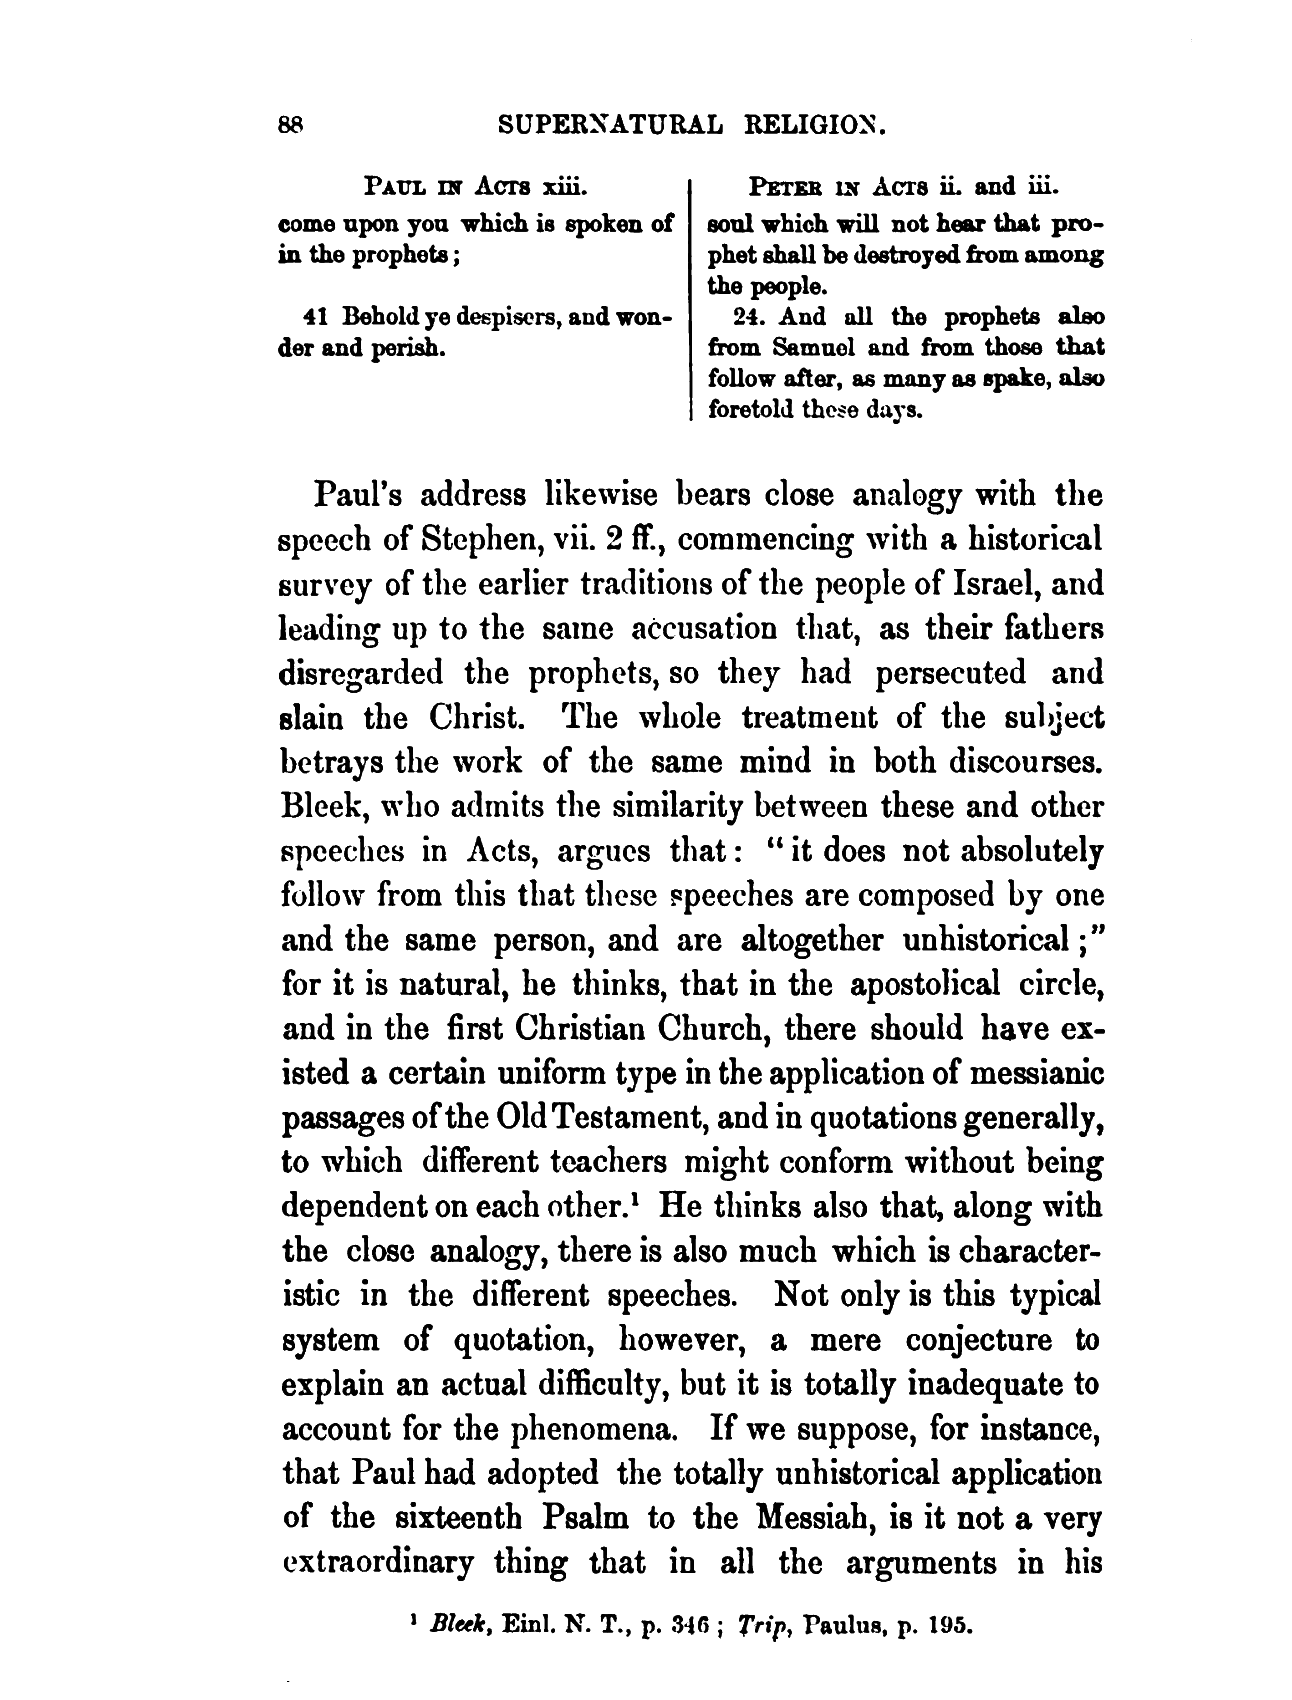 88 SUPERNATURAL RELIGION.
PAUL IN ACTS xiii.
come upon you which is spoken of
in the prophets;
41 Behold ye despisers, and won-
der and perish.
PETER IN ACTS ii. and iii.
soul which will not hear that pro-
phet shall be destroyed from among
the people.
24. And all the prophets also
from Samuel and from those that
follow after, as many as spake, also
foretold these days.
Paul's address likewise bears close analogy with the
speech of Stephen, vii. 2 ff., commencing with a historical
survey of the earlier traditions of the people of Israel, and
leading up to the same accusation that, as their fathers
disregarded the prophets, so they had persecuted and
slain the Christ. The whole treatment of the subject
betrays the work of the same mind in both discourses.
Bleek, who admits the similarity between these and other
speeches in Acts, argues that: "it does not absolutely
follow from this that these speeches are composed by one
and the same person, and are altogether unhistorical;"
for it is natural, he thinks, that in the apostolical circle,
and in the first Christian Church, there should have ex-
isted a certain uniform type in the application of messianic
passages of the Old Testament, and in quotations generally,
to which different teachers might conform without being
dependent on each other.¹ He thinks also that, along with
the close analogy, there is also much which is character-
istic in the different speeches. Not only is this typical
system of quotation, however, a mere conjecture to
explain an actual difficulty, but it is totally inadequate to
account for the phenomena. If we suppose, for instance,
that Paul had adopted the totally unhistorical application
of the sixteenth Psalm to the Messiah, is it not a very
extraordinary thing that in all the arguments in his
¹ Bleek, Einl. N. T., p. 346; Trip, Paulus, p. 195.